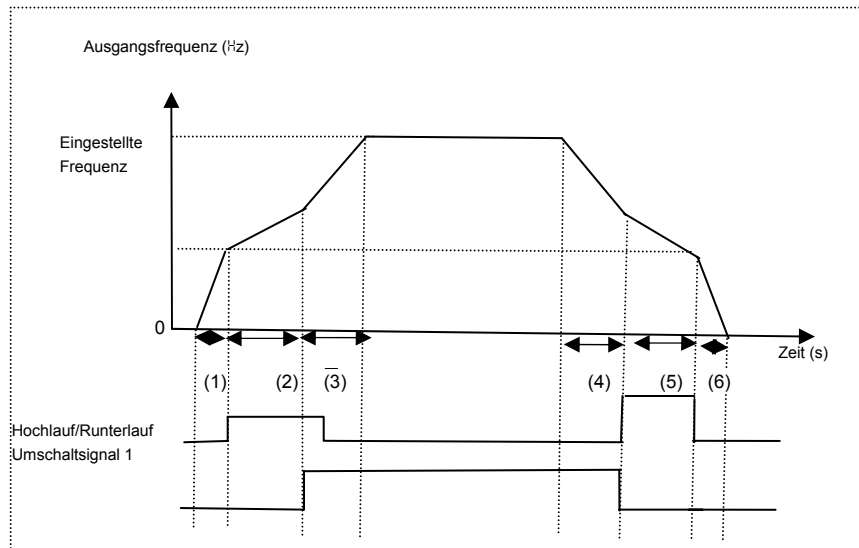 Ausgangsfrequenz (Hz)
Eingestellte
Frequenz
0
Zeit (s)
(1)
(2)
(3)
(4)
(5)
(6)
Hochlauf/Runterlauf
Umschaltsignal 1